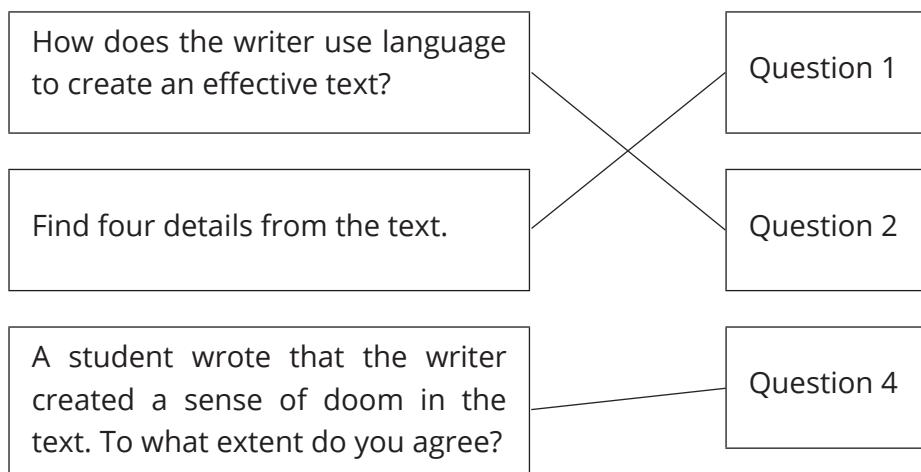 How does the writer use language
to create an effective text?
Question 1
Find four details from the text.
Question 2
A student wrote that the writer
created a sense of doom in the
text. To what extent do you agree?
Question 4